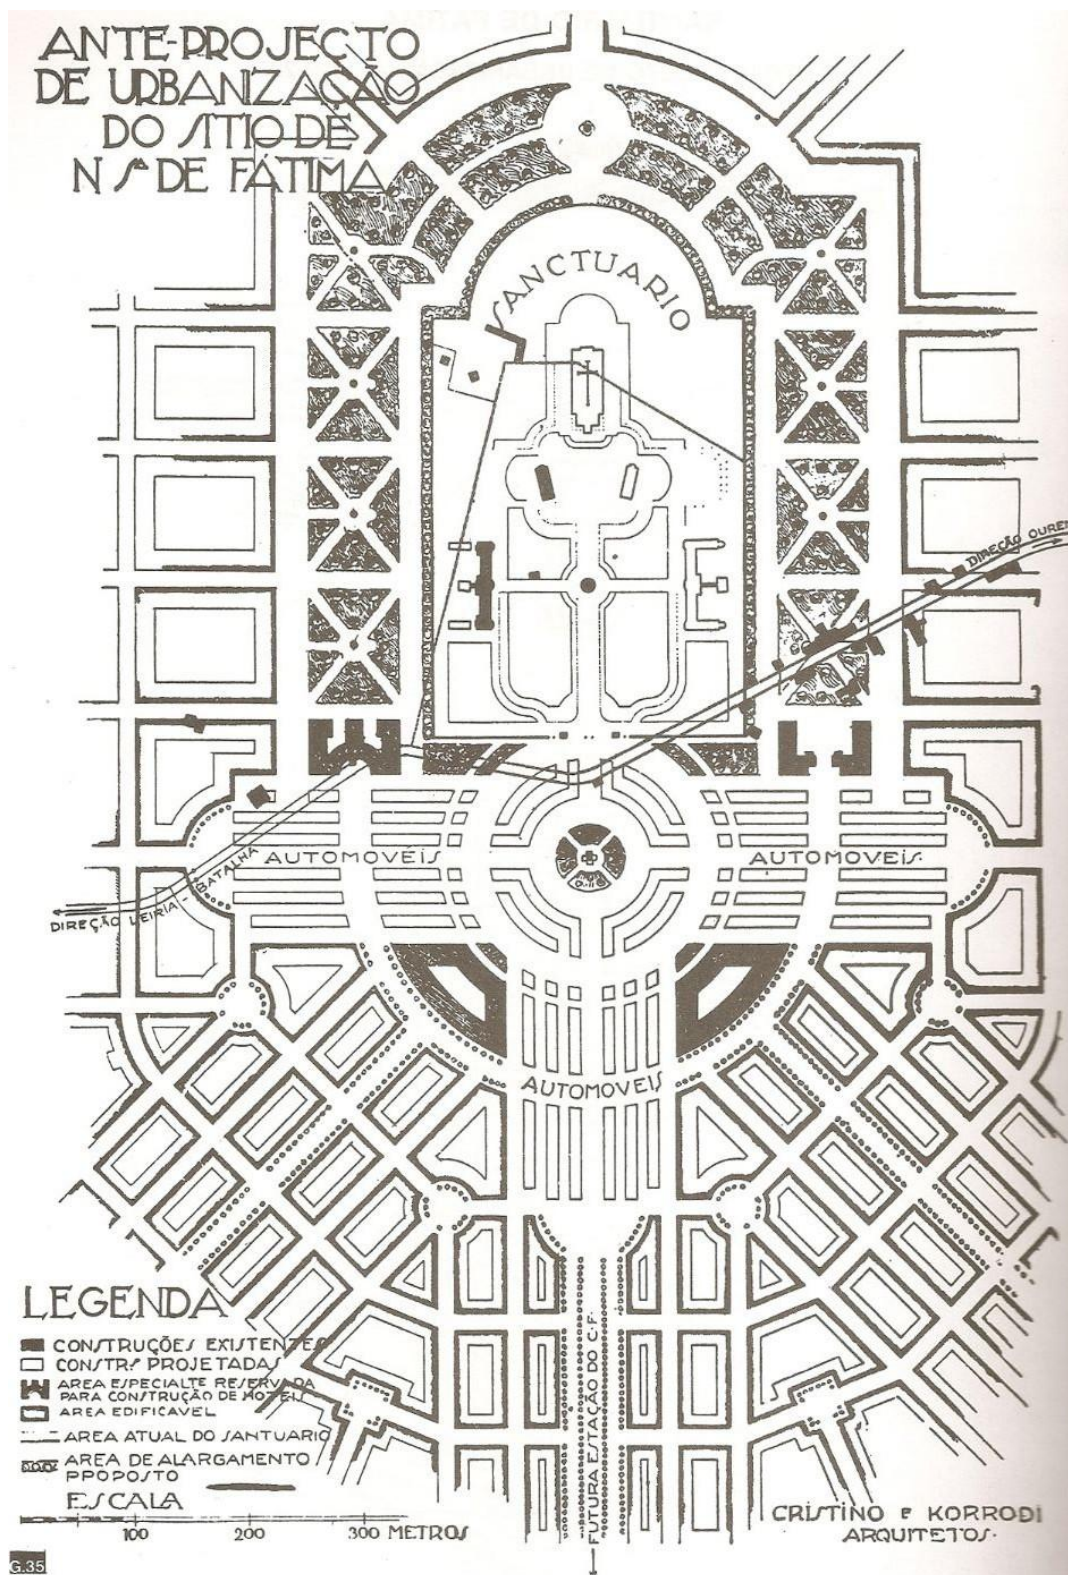 ANTE-PROJECTO
DE URBANIZAÇÃO
DO SITIO DE
N Sª DE FÁTIMA
SANCTUARIO
DIREÇÃO OUREM
AUTOMOVEIS
AUTOMOVEIS
DIREÇÃO LEIRIA - BATALHA
AUTOMOVEIS
FUTURA ESTAÇÃO DO C.F.
LEGENDA
CONSTRUÇÕES EXISTENTES
CONSTRS PROJETADAS
AREA ESPECIALTE RESERVADA
PARA CONSTRUÇÃO DE HOTEIS
AREA EDIFICAVEL
AREA ATUAL DO SANTUARIO
AREA DE ALARGAMENTO
PROPOSTO
ESCALA
100 200 300 METROS
CRISTINO E KORRODI
ARQUITETOS.
G.35